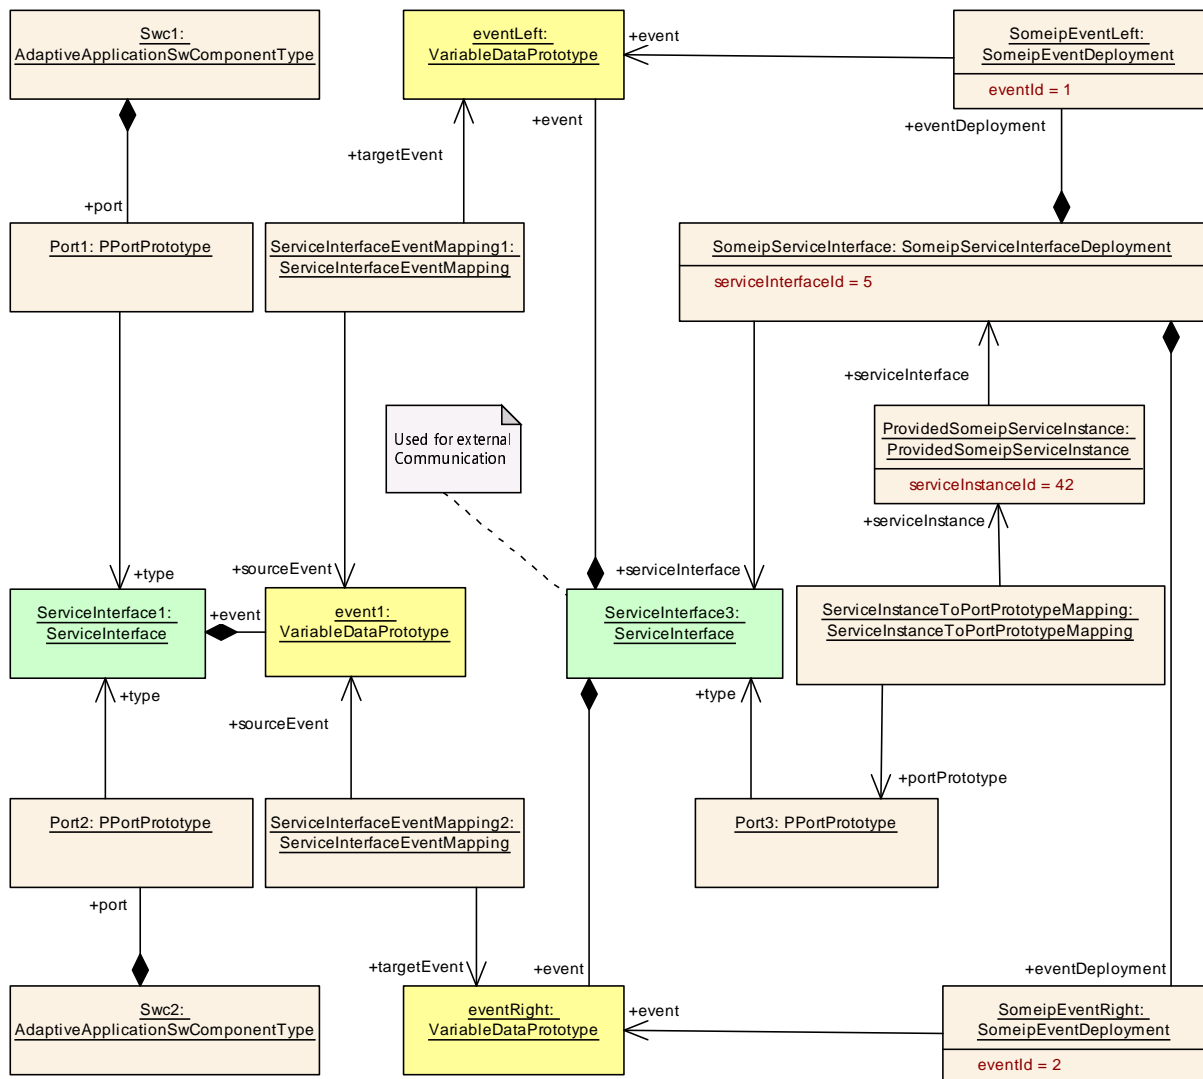 Swc1:
AdaptiveApplicationSwComponentType
eventLeft:
VariableDataPrototype
+event
SomeipEventLeft:
SomeipEventDeployment
eventId = 1
+event
+eventDeployment
+targetEvent
+port
Port1: PPortPrototype
ServiceInterfaceEventMapping1:
ServiceInterfaceEventMapping
SomeipServiceInterface: SomeipServiceInterfaceDeployment
serviceInterfaceId = 5
+serviceInterface
Used for external
Communication
ProvidedSomeipServiceInstance:
ProvidedSomeipServiceInstance
serviceInstanceId = 42
+serviceInstance
+type
+sourceEvent
+serviceInterface
ServiceInterface1:
ServiceInterface
+event
event1:
VariableDataPrototype
ServiceInterface3:
ServiceInterface
ServiceInstanceToPortPrototypeMapping:
ServiceInstanceToPortPrototypeMapping
+type
+sourceEvent
+type
+portPrototype
Port2: PPortPrototype
ServiceInterfaceEventMapping2:
ServiceInterfaceEventMapping
Port3: PPortPrototype
+port
+targetEvent
+event
+eventDeployment
Swc2:
AdaptiveApplicationSwComponentType
eventRight:
VariableDataPrototype
+event
SomeipEventRight:
SomeipEventDeployment
eventId = 2